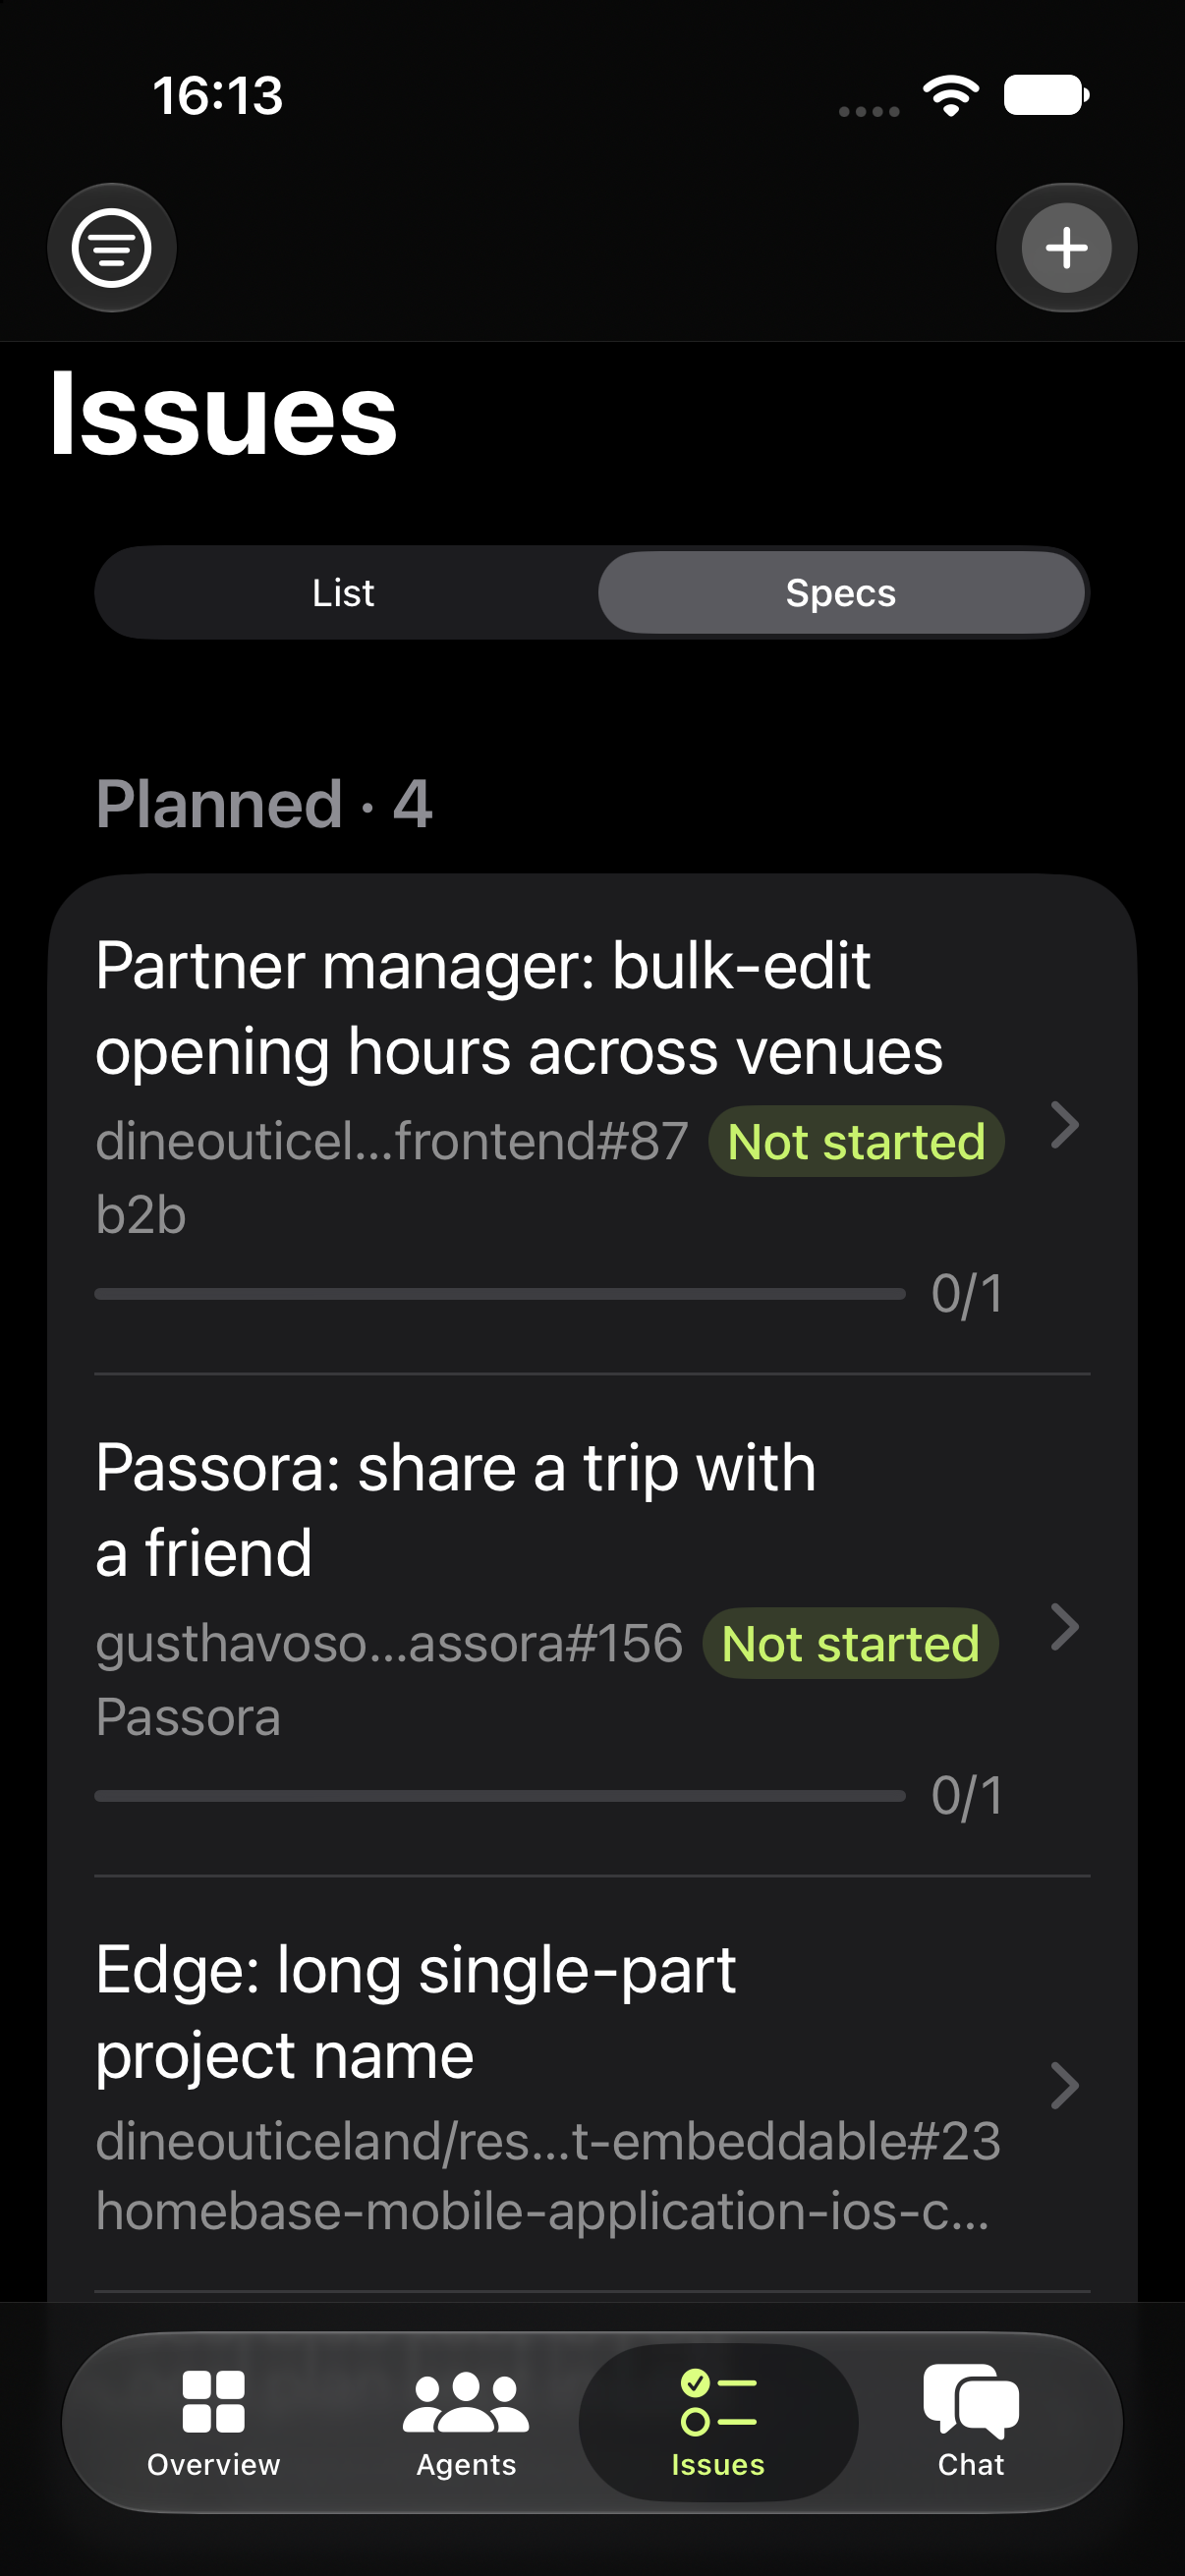 16:13
Issues
List
Specs
Planned · 4
Partner manager: bulk-edit
opening hours across venues
dineouticel...frontend#87 Not started
b2b
0/1
Passora: share a trip with
a friend
gusthavoso...assora#156 Not started
Passora
0/1
Edge: long single-part
project name
dineouticeland/res...t-embeddable#23
homebase-mobile-application-ios-c...
Overview
Agents
Issues
Chat